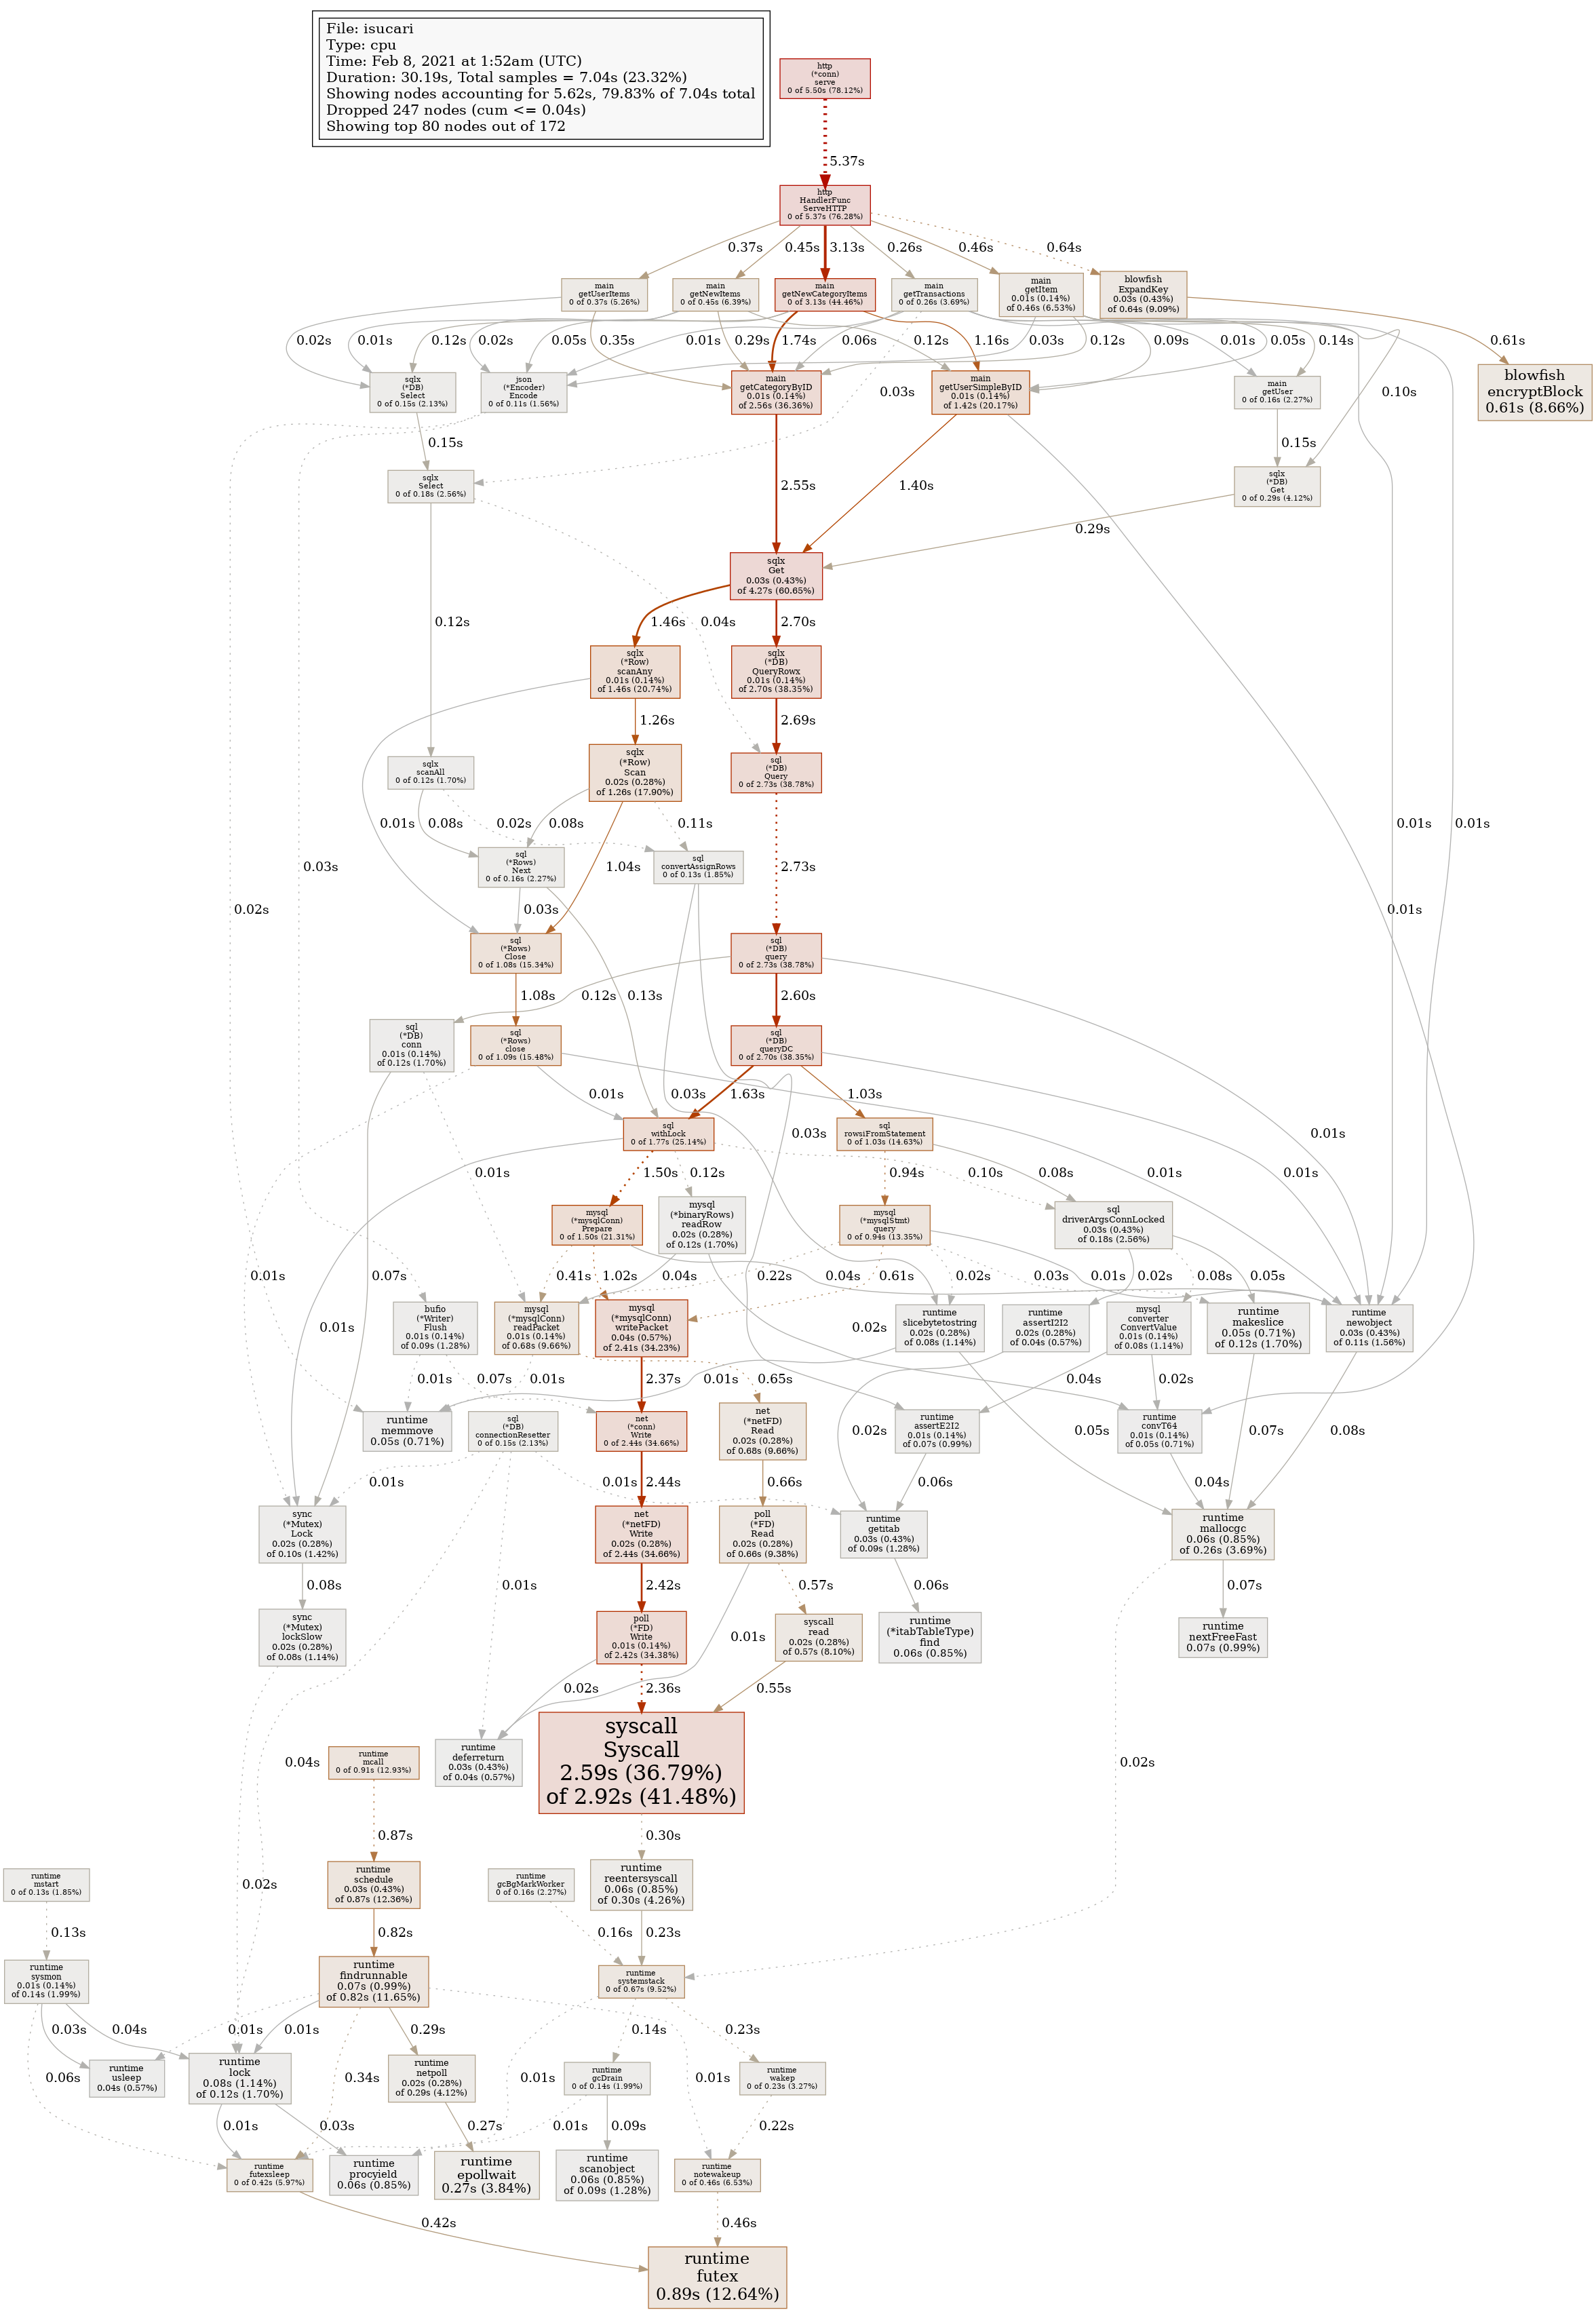 File: isucari
Type: cpu
Time: Feb 8, 2021 at 1:52am (UTC)
Duration: 30.19s, Total samples = 7.04s (23.32%)
Showing nodes accounting for 5.62s, 79.83% of 7.04s total
Dropped 247 nodes (cum <= 0.04s)
Showing top 80 nodes out of 172
http
(*conn)
serve
0 of 5.50s (78.12%)
5.37s
http
HandlerFunc
ServeHTTP
0 of 5.37s (76.28%)
0.37s
0.45s
3.13s
0.26s
0.46s
0.64s
main
getUserItems
0 of 0.37s (5.26%)
main
getNewItems
0 of 0.45s (6.39%)
main
getNewCategoryItems
0 of 3.13s (44.46%)
main
getTransactions
0 of 0.26s (3.69%)
main
getItem
0.01s (0.14%)
of 0.46s (6.53%)
blowfish
ExpandKey
0.03s (0.43%)
of 0.64s (9.09%)
0.02s
0.01s
0.12s
0.02s
0.05s
0.35s
0.01s
0.29s
1.74s
0.06s
0.12s
1.16s
0.03s
0.12s
0.09s
0.01s
0.05s
0.14s
0.61s
0.03s
0.10s
sqlx
(*DB)
Select
0 of 0.15s (2.13%)
json
(*Encoder)
Encode
0 of 0.11s (1.56%)
main
getCategoryByID
0.01s (0.14%)
of 2.56s (36.36%)
main
getUserSimpleByID
0.01s (0.14%)
of 1.42s (20.17%)
main
getUser
0 of 0.16s (2.27%)
blowfish
encryptBlock
0.61s (8.66%)
0.15s
2.55s
1.40s
0.15s
sqlx
Select
0 of 0.18s (2.56%)
sqlx
(*DB)
Get
0 of 0.29s (4.12%)
0.29s
sqlx
Get
0.03s (0.43%)
of 4.27s (60.65%)
0.12s
1.46s
0.04s
2.70s
sqlx
(*Row)
scanAny
0.01s (0.14%)
of 1.46s (20.74%)
sqlx
(*DB)
QueryRowx
0.01s (0.14%)
of 2.70s (38.35%)
1.26s
2.69s
sqlx
scanAll
0 of 0.12s (1.70%)
sqlx
(*Row)
Scan
0.02s (0.28%)
of 1.26s (17.90%)
sql
(*DB)
Query
0 of 2.73s (38.78%)
0.01s
0.08s
0.02s
0.08s
0.11s
0.01s
0.01s
sql
(*Rows)
Next
0 of 0.16s (2.27%)
sql
convertAssignRows
0 of 0.13s (1.85%)
0.03s
1.04s
2.73s
0.02s
0.03s
0.01s
sql
(*Rows)
Close
0 of 1.08s (15.34%)
sql
(*DB)
query
0 of 2.73s (38.78%)
1.08s
0.12s
0.13s
2.60s
sql
(*DB)
conn
0.01s (0.14%)
of 0.12s (1.70%)
sql
(*Rows)
close
0 of 1.09s (15.48%)
sql
(*DB)
queryDC
0 of 2.70s (38.35%)
0.01s
0.03s
1.63s
1.03s
0.03s
0.01s
sql
withLock
0 of 1.77s (25.14%)
sql
rowsiFromStatement
0 of 1.03s (14.63%)
0.01s
1.50s
0.12s
0.94s
0.10s
0.08s
0.01s
0.01s
mysql
(*mysqlConn)
Prepare
0 of 1.50s (21.31%)
mysql
(*binaryRows)
readRow
0.02s (0.28%)
of 0.12s (1.70%)
mysql
(*mysqlStmt)
query
0 of 0.94s (13.35%)
sql
driverArgsConnLocked
0.03s (0.43%)
of 0.18s (2.56%)
0.01s
0.07s
0.41s
1.02s
0.04s
0.22s
0.04s
0.61s
0.02s
0.03s
0.01s
0.02s
0.08s
0.05s
bufio
(*Writer)
Flush
0.01s (0.14%)
of 0.09s (1.28%)
mysql
(*mysqlConn)
readPacket
0.01s (0.14%)
of 0.68s (9.66%)
mysql
(*mysqlConn)
writePacket
0.04s (0.57%)
of 2.41s (34.23%)
runtime
slicebytetostring
0.02s (0.28%)
of 0.08s (1.14%)
runtime
assertI2I2
0.02s (0.28%)
of 0.04s (0.57%)
mysql
converter
ConvertValue
0.01s (0.14%)
of 0.08s (1.14%)
runtime
makeslice
0.05s (0.71%)
of 0.12s (1.70%)
runtime
newobject
0.03s (0.43%)
of 0.11s (1.56%)
0.01s
0.02s
0.01s
0.07s
0.01s
2.37s
0.01s
0.65s
0.04s
0.02s
runtime
memmove
0.05s (0.71%)
sql
(*DB)
connectionResetter
0 of 0.15s (2.13%)
net
(*conn)
Write
0 of 2.44s (34.66%)
net
(*netFD)
Read
0.02s (0.28%)
of 0.68s (9.66%)
runtime
assertE2I2
0.01s (0.14%)
of 0.07s (0.99%)
runtime
convT64
0.01s (0.14%)
of 0.05s (0.71%)
0.02s
0.05s
0.07s
0.08s
0.01s
0.01s
2.44s
0.66s
0.06s
0.04s
sync
(*Mutex)
Lock
0.02s (0.28%)
of 0.10s (1.42%)
net
(*netFD)
Write
0.02s (0.28%)
of 2.44s (34.66%)
poll
(*FD)
Read
0.02s (0.28%)
of 0.66s (9.38%)
runtime
getitab
0.03s (0.43%)
of 0.09s (1.28%)
runtime
mallocgc
0.06s (0.85%)
of 0.26s (3.69%)
0.08s
0.01s
2.42s
0.57s
0.06s
0.07s
sync
(*Mutex)
lockSlow
0.02s (0.28%)
of 0.08s (1.14%)
poll
(*FD)
Write
0.01s (0.14%)
of 2.42s (34.38%)
syscall
read
0.02s (0.28%)
of 0.57s (8.10%)
runtime
(*itabTableType)
find
0.06s (0.85%)
runtime
nextFreeFast
0.07s (0.99%)
0.01s
0.02s
2.36s
0.55s
0.04s
0.02s
runtime
mcall
0 of 0.91s (12.93%)
runtime
deferreturn
0.03s (0.43%)
of 0.04s (0.57%)
syscall
Syscall
2.59s (36.79%)
of 2.92s (41.48%)
0.87s
0.30s
runtime
mstart
0 of 0.13s (1.85%)
0.02s
runtime
schedule
0.03s (0.43%)
of 0.87s (12.36%)
runtime
gcBgMarkWorker
0 of 0.16s (2.27%)
runtime
reentersyscall
0.06s (0.85%)
of 0.30s (4.26%)
0.13s
0.82s
0.16s
0.23s
runtime
sysmon
0.01s (0.14%)
of 0.14s (1.99%)
runtime
findrunnable
0.07s (0.99%)
of 0.82s (11.65%)
runtime
systemstack
0 of 0.67s (9.52%)
0.03s
0.04s
0.01s
0.01s
0.29s
0.14s
0.23s
0.06s
0.34s
0.01s
0.01s
runtime
usleep
0.04s (0.57%)
runtime
lock
0.08s (1.14%)
of 0.12s (1.70%)
runtime
netpoll
0.02s (0.28%)
of 0.29s (4.12%)
runtime
gcDrain
0 of 0.14s (1.99%)
runtime
wakep
0 of 0.23s (3.27%)
0.01s
0.03s
0.27s
0.01s
0.09s
0.22s
runtime
futexsleep
0 of 0.42s (5.97%)
runtime
procyield
0.06s (0.85%)
runtime
epollwait
0.27s (3.84%)
runtime
scanobject
0.06s (0.85%)
of 0.09s (1.28%)
runtime
notewakeup
0 of 0.46s (6.53%)
0.42s
0.46s
runtime
futex
0.89s (12.64%)